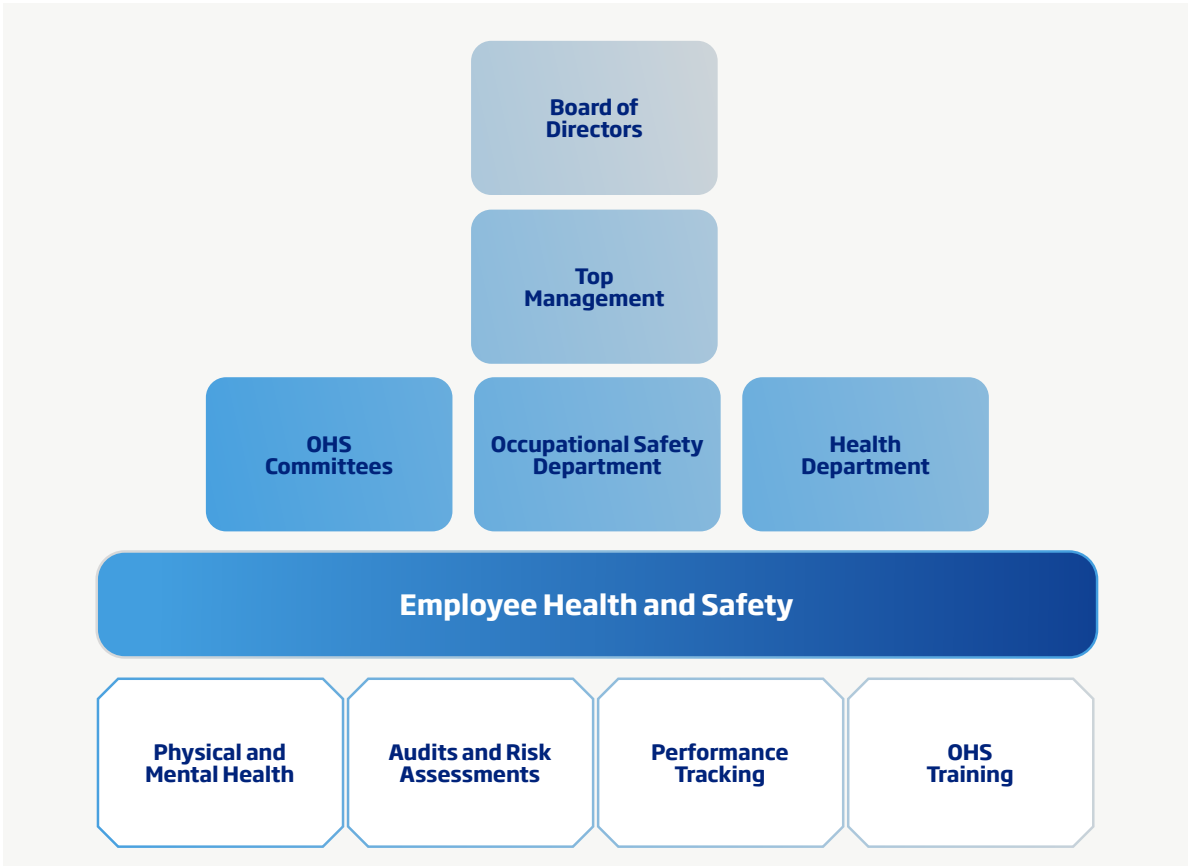 Board of
Directors
Top
Management
OHS
Committees
Occupational Safety
Department
Health
Department
Employee Health and Safety
Physical and
Mental Health
Audits and Risk
Assessments
Performance
Tracking
OHS
Training